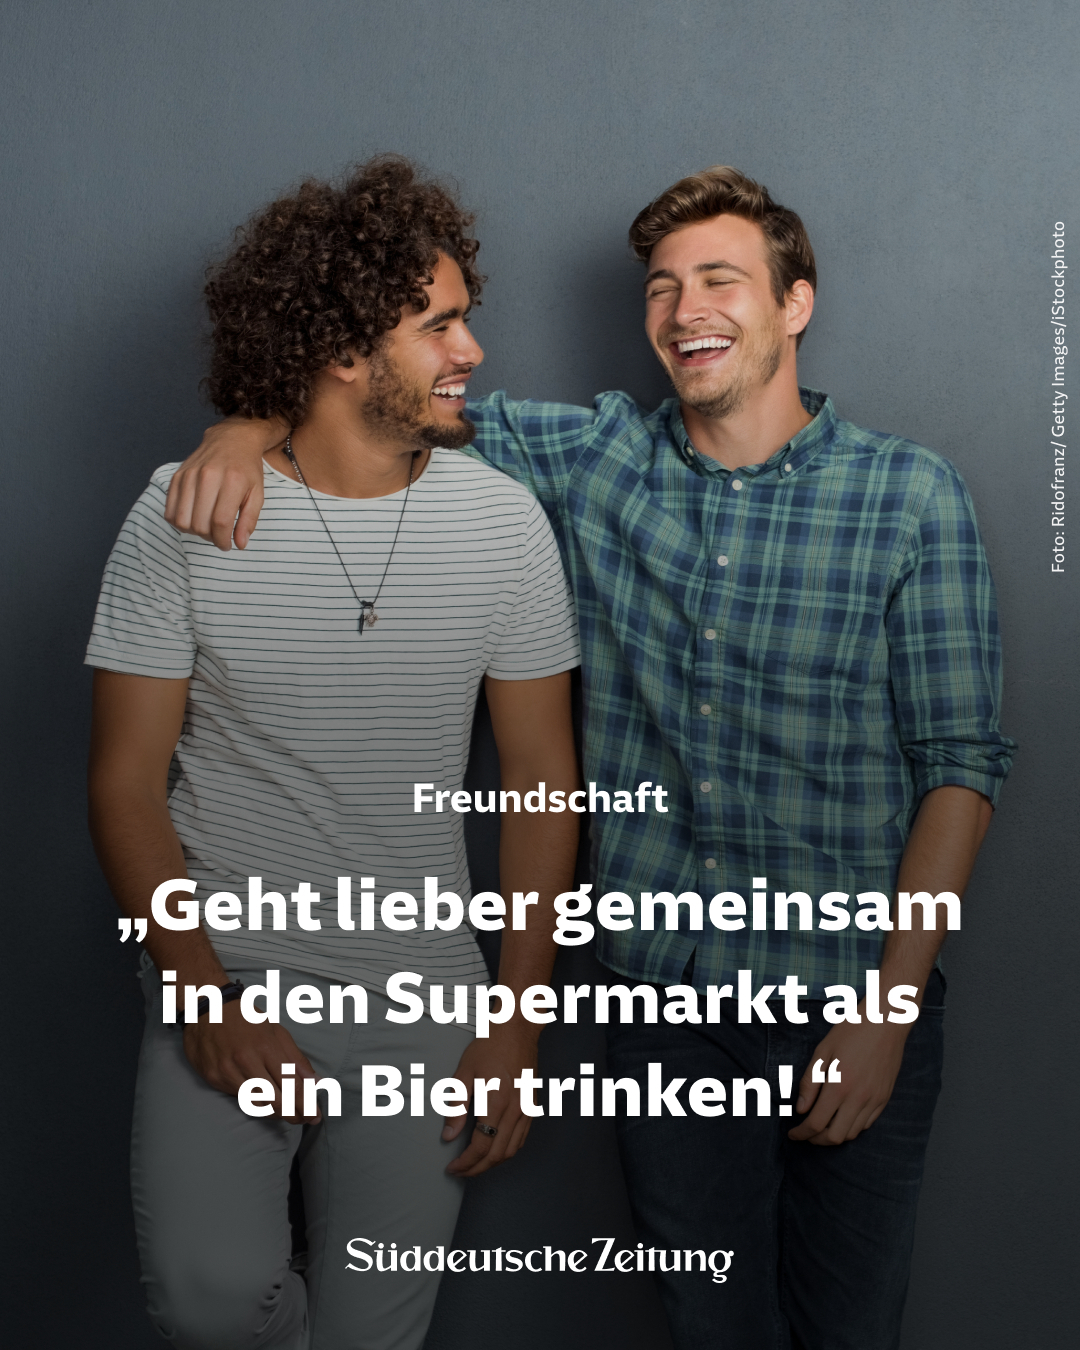 Foto: Ridofranz/ Getty Images/iStockphoto
Freundschaft
„Geht lieber gemeinsam
in den Supermarkt als
ein Bier trinken! “
Süddeutsche Zeitung